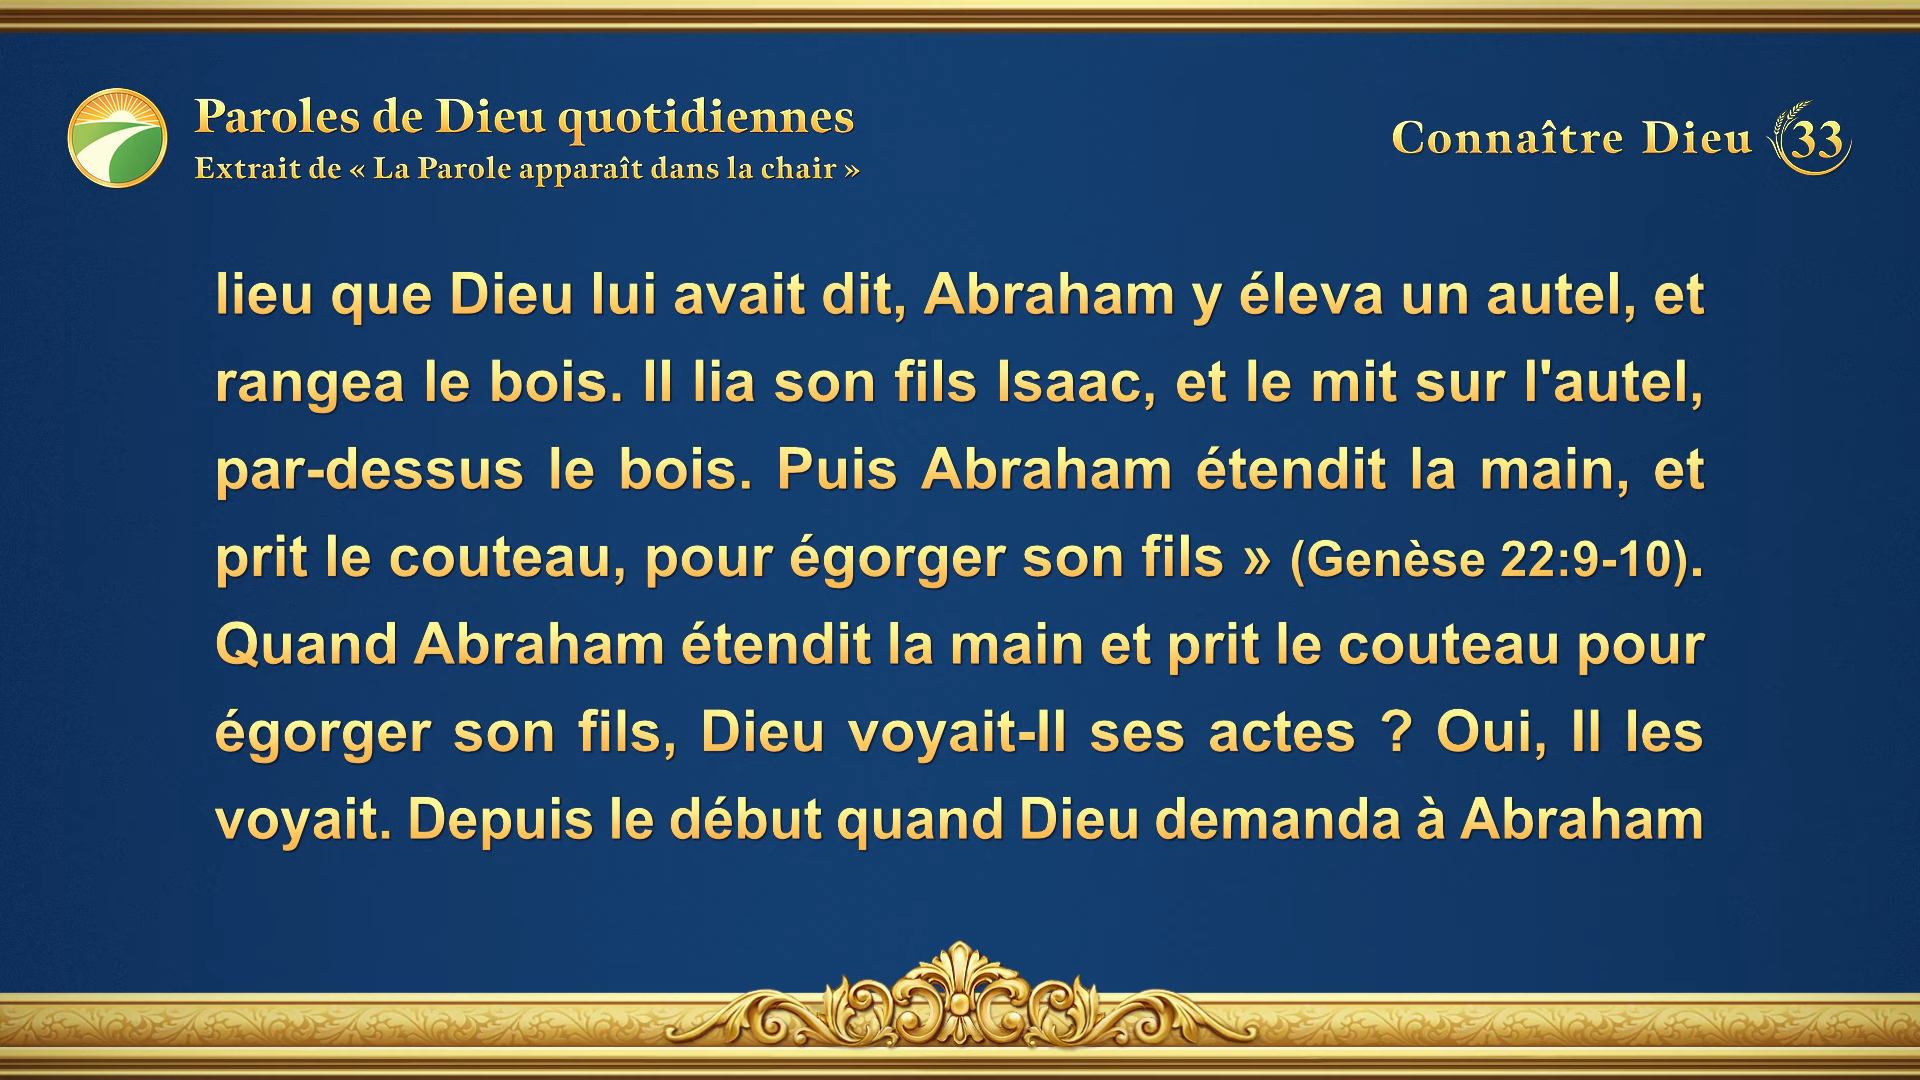 Paroles de Dieu quotidiennes
Extrait de « La Parole apparaît dans la chair »
Connaître Dieu 33
lieu que Dieu lui avait dit, Abraham y éleva un autel, et
rangea le bois. Il lia son fils Isaac, et le mit sur l'autel,
par-dessus le bois. Puis Abraham étendit la main, et
prit le couteau, pour égorger son fils » (Genèse 22:9-10).
Quand Abraham étendit la main et prit le couteau pour
égorger son fils, Dieu voyait-Il ses actes ? Oui, Il les
voyait. Depuis le début quand Dieu demanda à Abraham